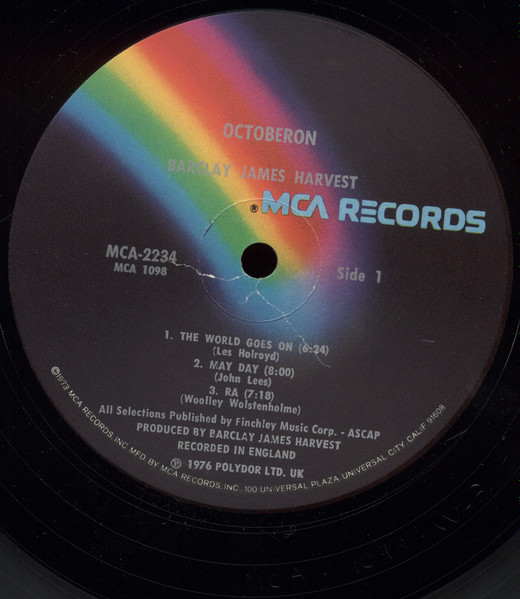 OCTOBERON
BARCLAY JAMES HARVEST
® MCA RECORDS
MCA-2234
MCA 1098
Side 1
1. THE WORLD GOES ON (6:24)
(Les Holroyd)
2. MAY DAY (8:00)
(John Lees)
3. RA (7:18)
(Woolley Wolstenholme)
All Selections Published by Finchley Music Corp. - ASCAP
PRODUCED BY BARCLAY JAMES HARVEST
RECORDED IN ENGLAND
℗ 1976 POLYDOR LTD. UK
©1973 MCA RECORDS, INC. MFD BY MCA RECORDS, INC., 100 UNIVERSAL PLAZA, UNIVERSAL CITY, CALIF. 91608